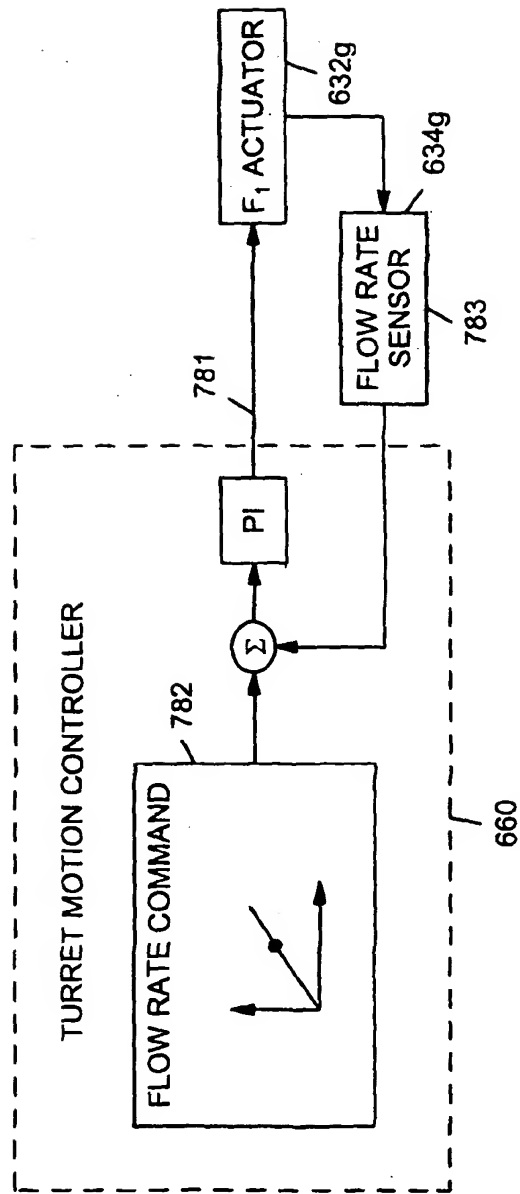 TURRET MOTION CONTROLLER
FLOW RATE COMMAND
782
Σ
PI
781
F₁ ACTUATOR
632g
634g
FLOW RATE
SENSOR
783
660